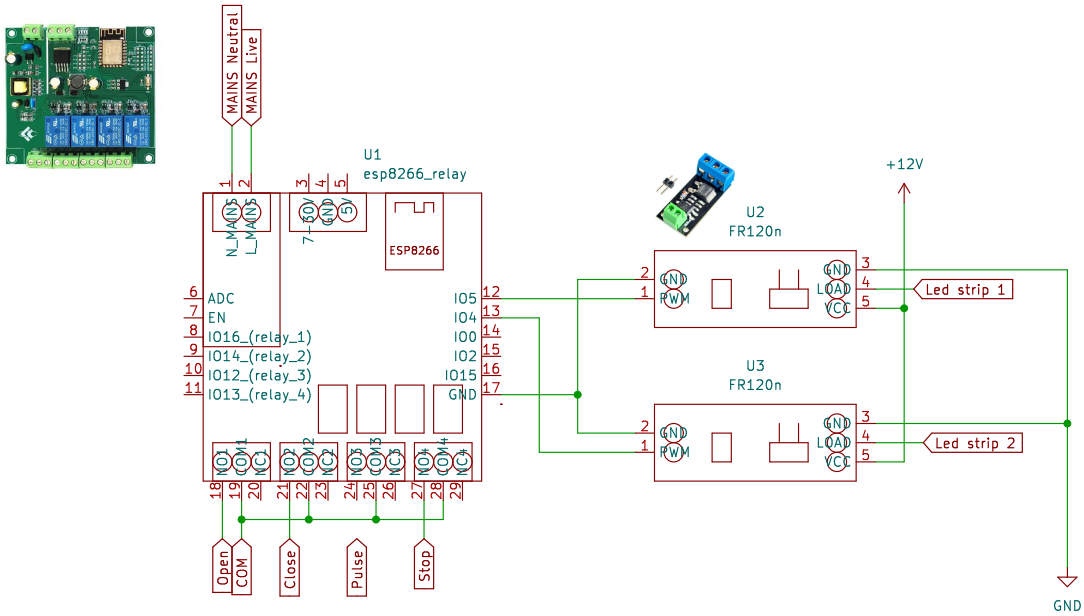 MAINS Neutral
MAINS Live
U1
esp8266_relay
1
2
3
4
5
N_MAINS
L_MAINS
7-30V
GND
5V
ESP8266
6 ADC
7 EN
8 IO16_(relay_1)
9 IO14_(relay_2)
10 IO12_(relay_3)
11 IO13_(relay_4)
IO5 12
IO4 13
IO0 14
IO2 15
IO15 16
GND 17
NO1
COM1
NC1
NO2
COM2
NC2
NO3
COM3
NC3
NO4
COM4
NC4
18
19
20
21
22
23
24
25
26
27
28
29
Open
COM
Close
Pulse
Stop
U2
FR120n
2 GND
1 PWM
GND 3
LOAD 4
VCC 5
Led strip 1
U3
FR120n
2 GND
1 PWM
GND 3
LOAD 4
VCC 5
Led strip 2
+12V
GND